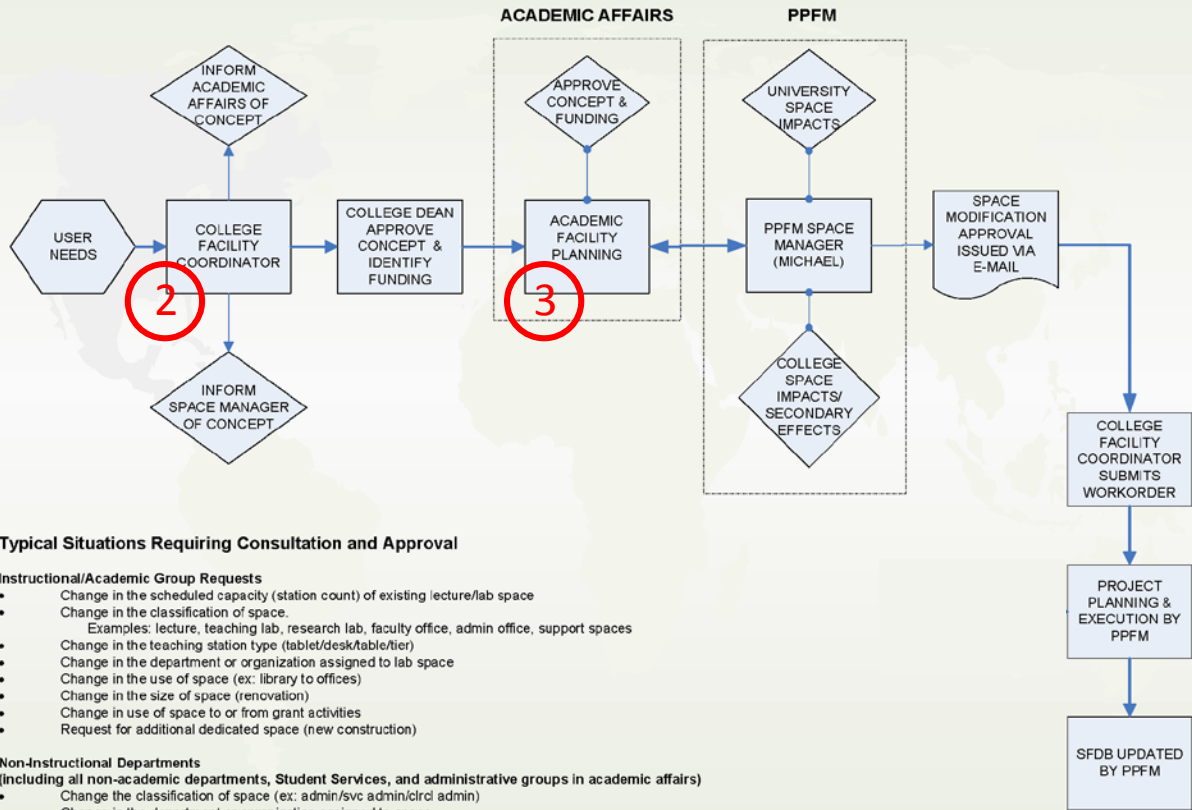 ACADEMIC AFFAIRS
PPFM
INFORM
ACADEMIC
AFFAIRS OF
CONCEPT
APPROVE
CONCEPT &
FUNDING
UNIVERSITY
SPACE
IMPACTS
USER
NEEDS
COLLEGE
FACILITY
COORDINATOR
2
COLLEGE DEAN
APPROVE
CONCEPT &
IDENTIFY
FUNDING
ACADEMIC
FACILITY
PLANNING
3
PPFM SPACE
MANAGER
(MICHAEL)
SPACE
MODIFICATION
APPROVAL
ISSUED VIA
E-MAIL
INFORM
SPACE MANAGER
OF CONCEPT
COLLEGE
SPACE
IMPACTS/
SECONDARY
EFFECTS
COLLEGE
FACILITY
COORDINATOR
SUBMITS
WORKORDER
PROJECT
PLANNING &
EXECUTION BY
PPFM
SFDB UPDATED
BY PPFM
Typical Situations Requiring Consultation and Approval
Instructional/Academic Group Requests
• Change in the scheduled capacity (station count) of existing lecture/lab space
• Change in the classification of space.
Examples: lecture, teaching lab, research lab, faculty office, admin office, support spaces
• Change in the teaching station type (tablet/desk/table/tier)
• Change in the department or organization assigned to lab space
• Change in the use of space (ex: library to offices)
• Change in the size of space (renovation)
• Change in use of space to or from grant activities
• Request for additional dedicated space (new construction)
Non-Instructional Departments
(including all non-academic departments, Student Services, and administrative groups in academic affairs)
• Change the classification of space (ex: admin/svc admin/clrcl admin)